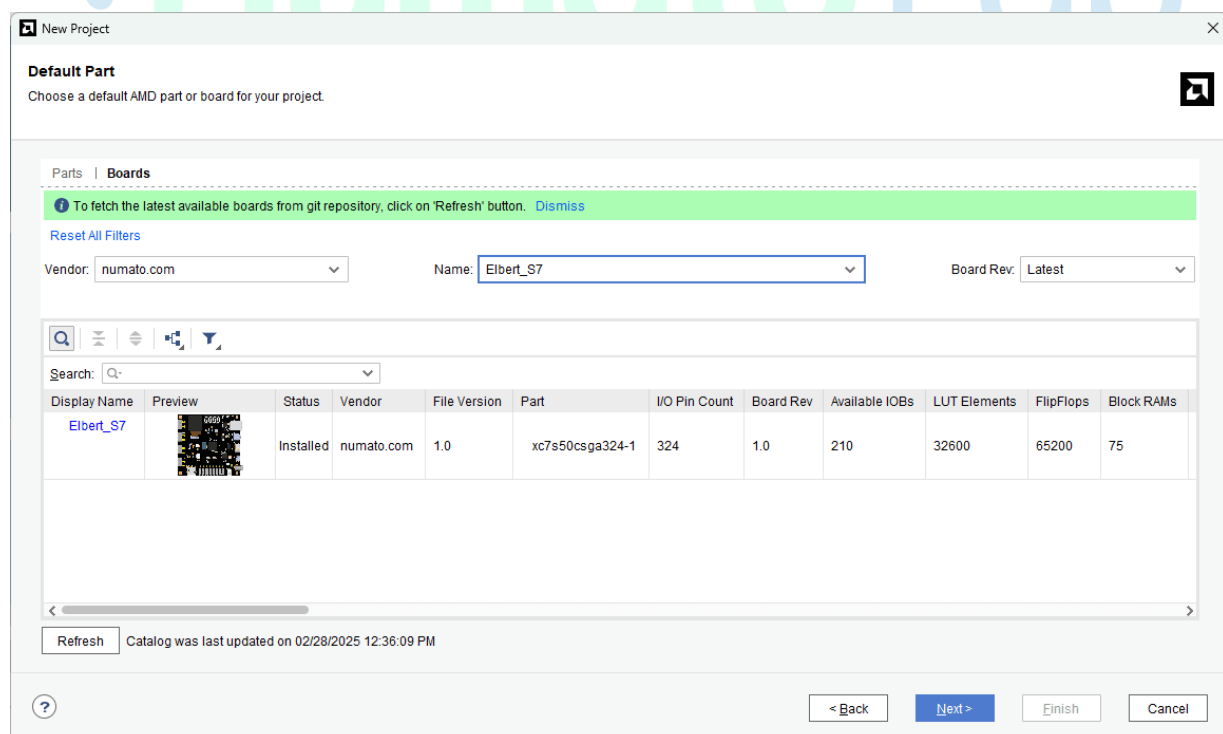 New Project
Default Part
Choose a default AMD part or board for your project.
Parts | Boards
To fetch the latest available boards from git repository, click on 'Refresh' button. Dismiss
Reset All Filters
Vendor: numato.com Name: Elbert_S7 Board Rev: Latest
Search:
Display Name Preview Status Vendor File Version Part I/O Pin Count Board Rev Available IOBs LUT Elements FlipFlops Block RAMs
Elbert_S7
Installed numato.com 1.0 xc7s50csga324-1 324 1.0 210 32600 65200 75
Refresh Catalog was last updated on 02/28/2025 12:36:09 PM
? < Back Next > Finish Cancel